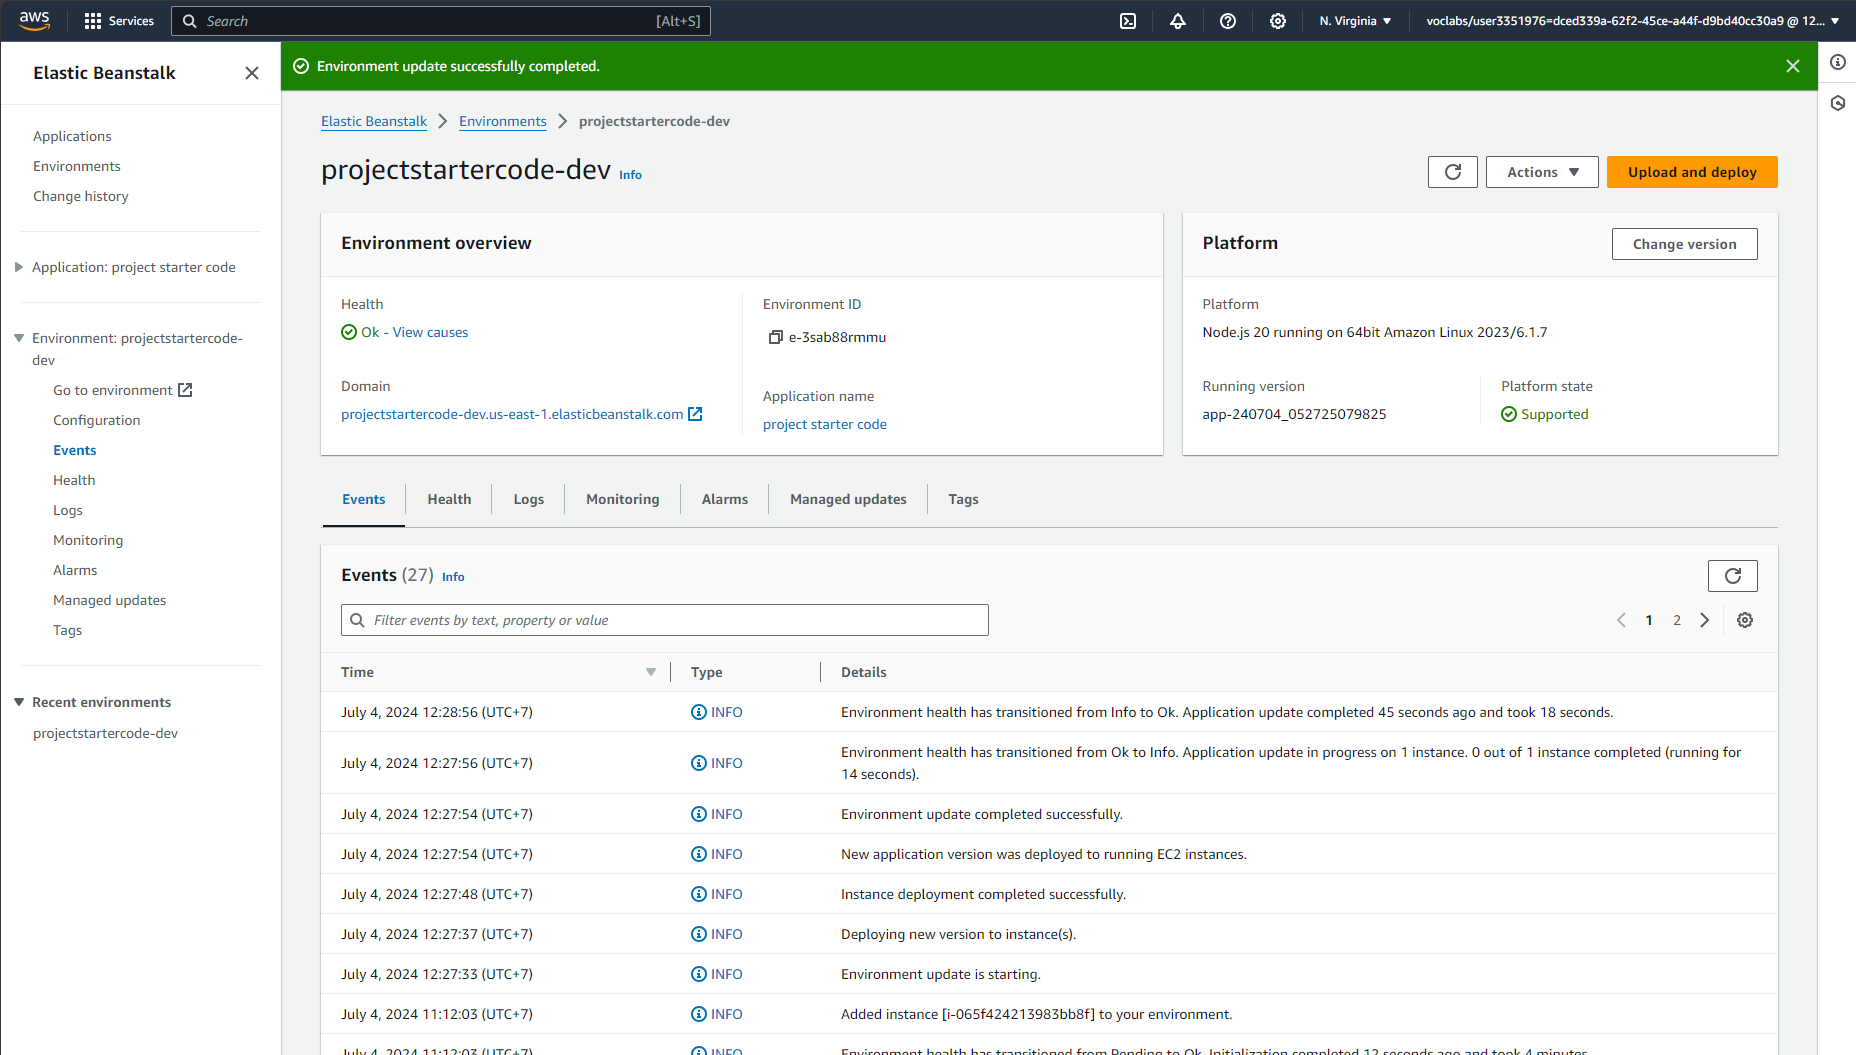 aws
Services
Search
[Alt+S]
N. Virginia
voclabs/user3351976=dced339a-62f2-45ce-a44f-d9bd40cc30a9 @ 12...
Elastic Beanstalk
Applications
Environments
Change history
Application: project starter code
Environment: projectstartercode-
dev
Go to environment
Configuration
Events
Health
Logs
Monitoring
Alarms
Managed updates
Tags
Recent environments
projectstartercode-dev
Environment update successfully completed.
Elastic Beanstalk
Environments
projectstartercode-dev
projectstartercode-dev Info
Actions
Upload and deploy
Environment overview
Health
Ok - View causes
Domain
projectstartercode-dev.us-east-1.elasticbeanstalk.com
Environment ID
e-3sab88rmmu
Application name
project starter code
Platform
Change version
Platform
Node.js 20 running on 64bit Amazon Linux 2023/6.1.7
Running version
app-240704_052725079825
Platform state
Supported
Events
Health
Logs
Monitoring
Alarms
Managed updates
Tags
Events (27) Info
Filter events by text, property or value
1
2
Time
Type
Details
July 4, 2024 12:28:56 (UTC+7)
INFO
Environment health has transitioned from Info to Ok. Application update completed 45 seconds ago and took 18 seconds.
July 4, 2024 12:27:56 (UTC+7)
INFO
Environment health has transitioned from Ok to Info. Application update in progress on 1 instance. 0 out of 1 instance completed (running for
14 seconds).
July 4, 2024 12:27:54 (UTC+7)
INFO
Environment update completed successfully.
July 4, 2024 12:27:54 (UTC+7)
INFO
New application version was deployed to running EC2 instances.
July 4, 2024 12:27:48 (UTC+7)
INFO
Instance deployment completed successfully.
July 4, 2024 12:27:37 (UTC+7)
INFO
Deploying new version to instance(s).
July 4, 2024 12:27:33 (UTC+7)
INFO
Environment update is starting.
July 4, 2024 11:12:03 (UTC+7)
INFO
Added instance [i-065f424213983bb8f] to your environment.
July 4, 2024 11:12:03 (UTC+7)
INFO
Environment health has transitioned from Pending to Ok. Initialization completed 12 seconds ago and took 4 minutes.